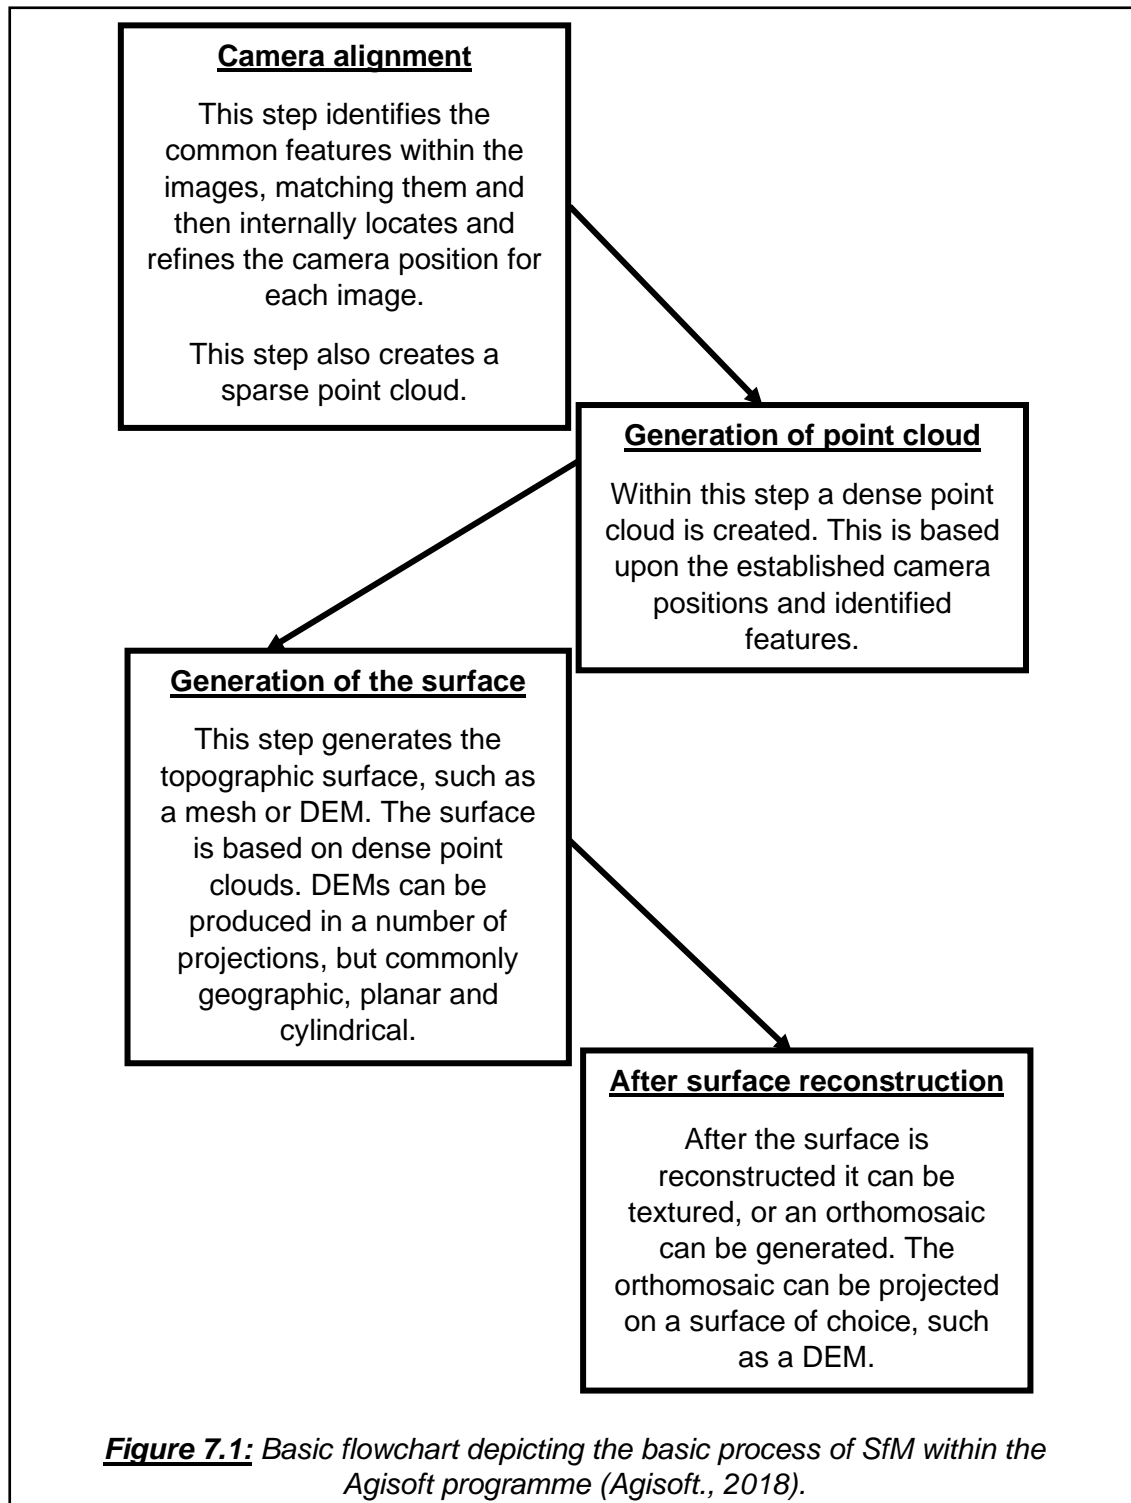 Camera alignment
This step identifies the
common features within the
images, matching them and
then internally locates and
refines the camera position for
each image.
This step also creates a
sparse point cloud.
Generation of point cloud
Within this step a dense point
cloud is created. This is based
upon the established camera
positions and identified
features.
Generation of the surface
This step generates the
topographic surface, such as
a mesh or DEM. The surface
is based on dense point
clouds. DEMs can be
produced in a number of
projections, but commonly
geographic, planar and
cylindrical.
After surface reconstruction
After the surface is
reconstructed it can be
textured, or an orthomosaic
can be generated. The
orthomosaic can be projected
on a surface of choice, such
as a DEM.
Figure 7.1: Basic flowchart depicting the basic process of SfM within the
Agisoft programme (Agisoft., 2018).